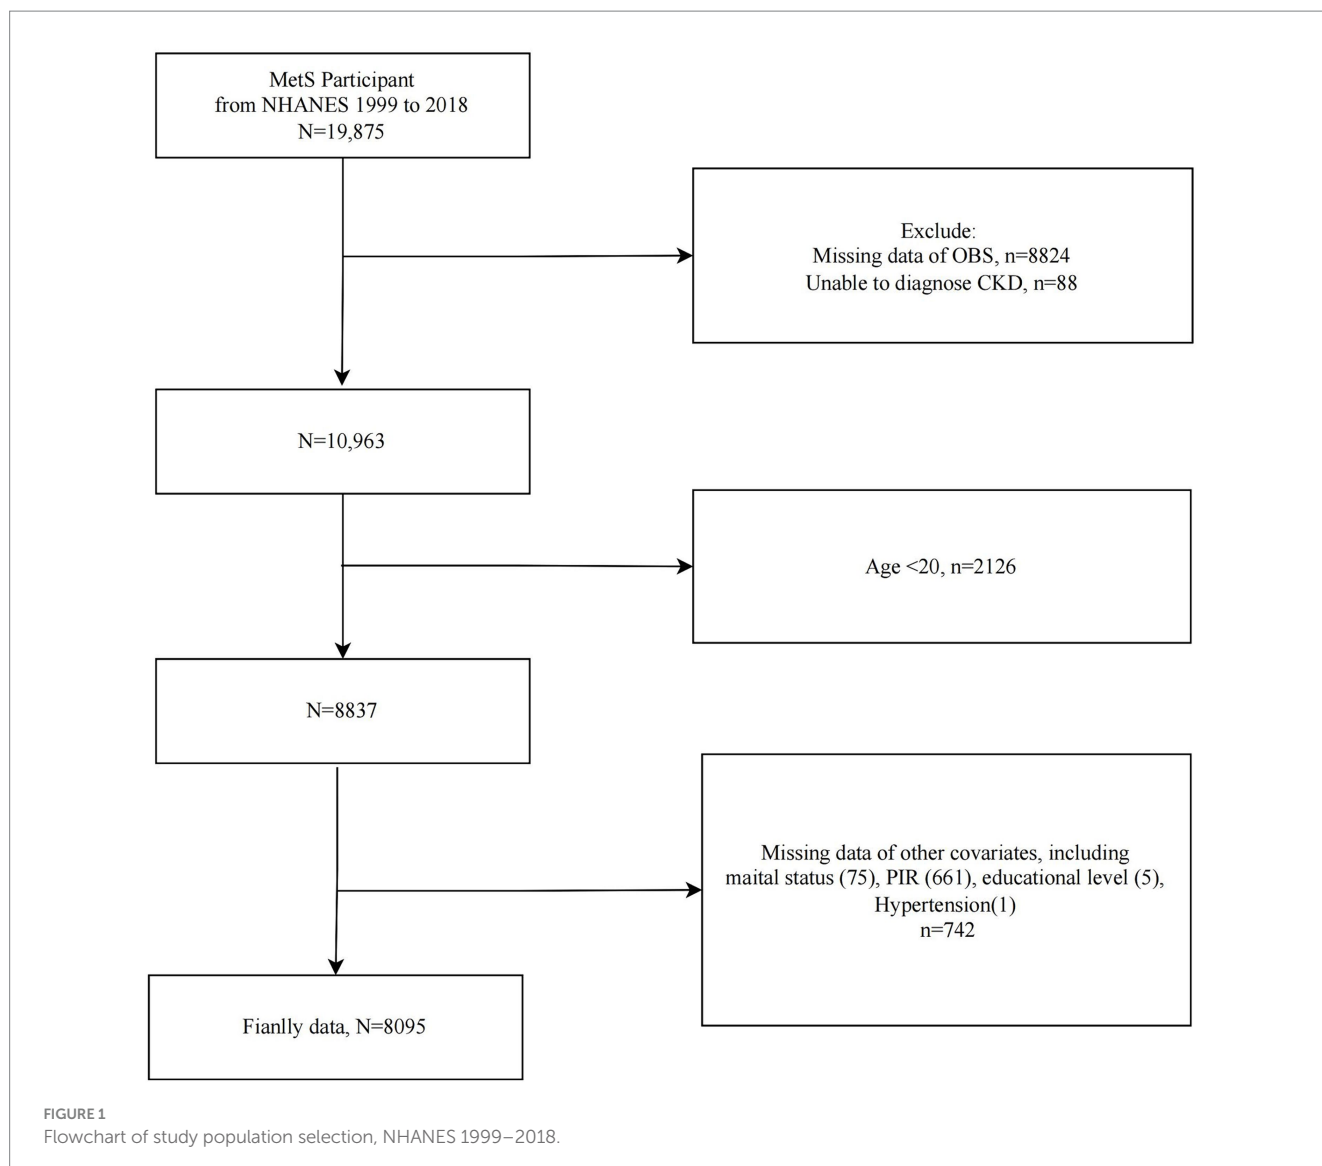 MetS Participant
from NHANES 1999 to 2018
N=19,875
Exclude:
Missing data of OBS, n=8824
Unable to diagnose CKD, n=88
N=10,963
Age <20, n=2126
N=8837
Missing data of other covariates, including
maital status (75), PIR (661), educational level (5),
Hypertension(1)
n=742
Fianlly data, N=8095
FIGURE 1
Flowchart of study population selection, NHANES 1999–2018.